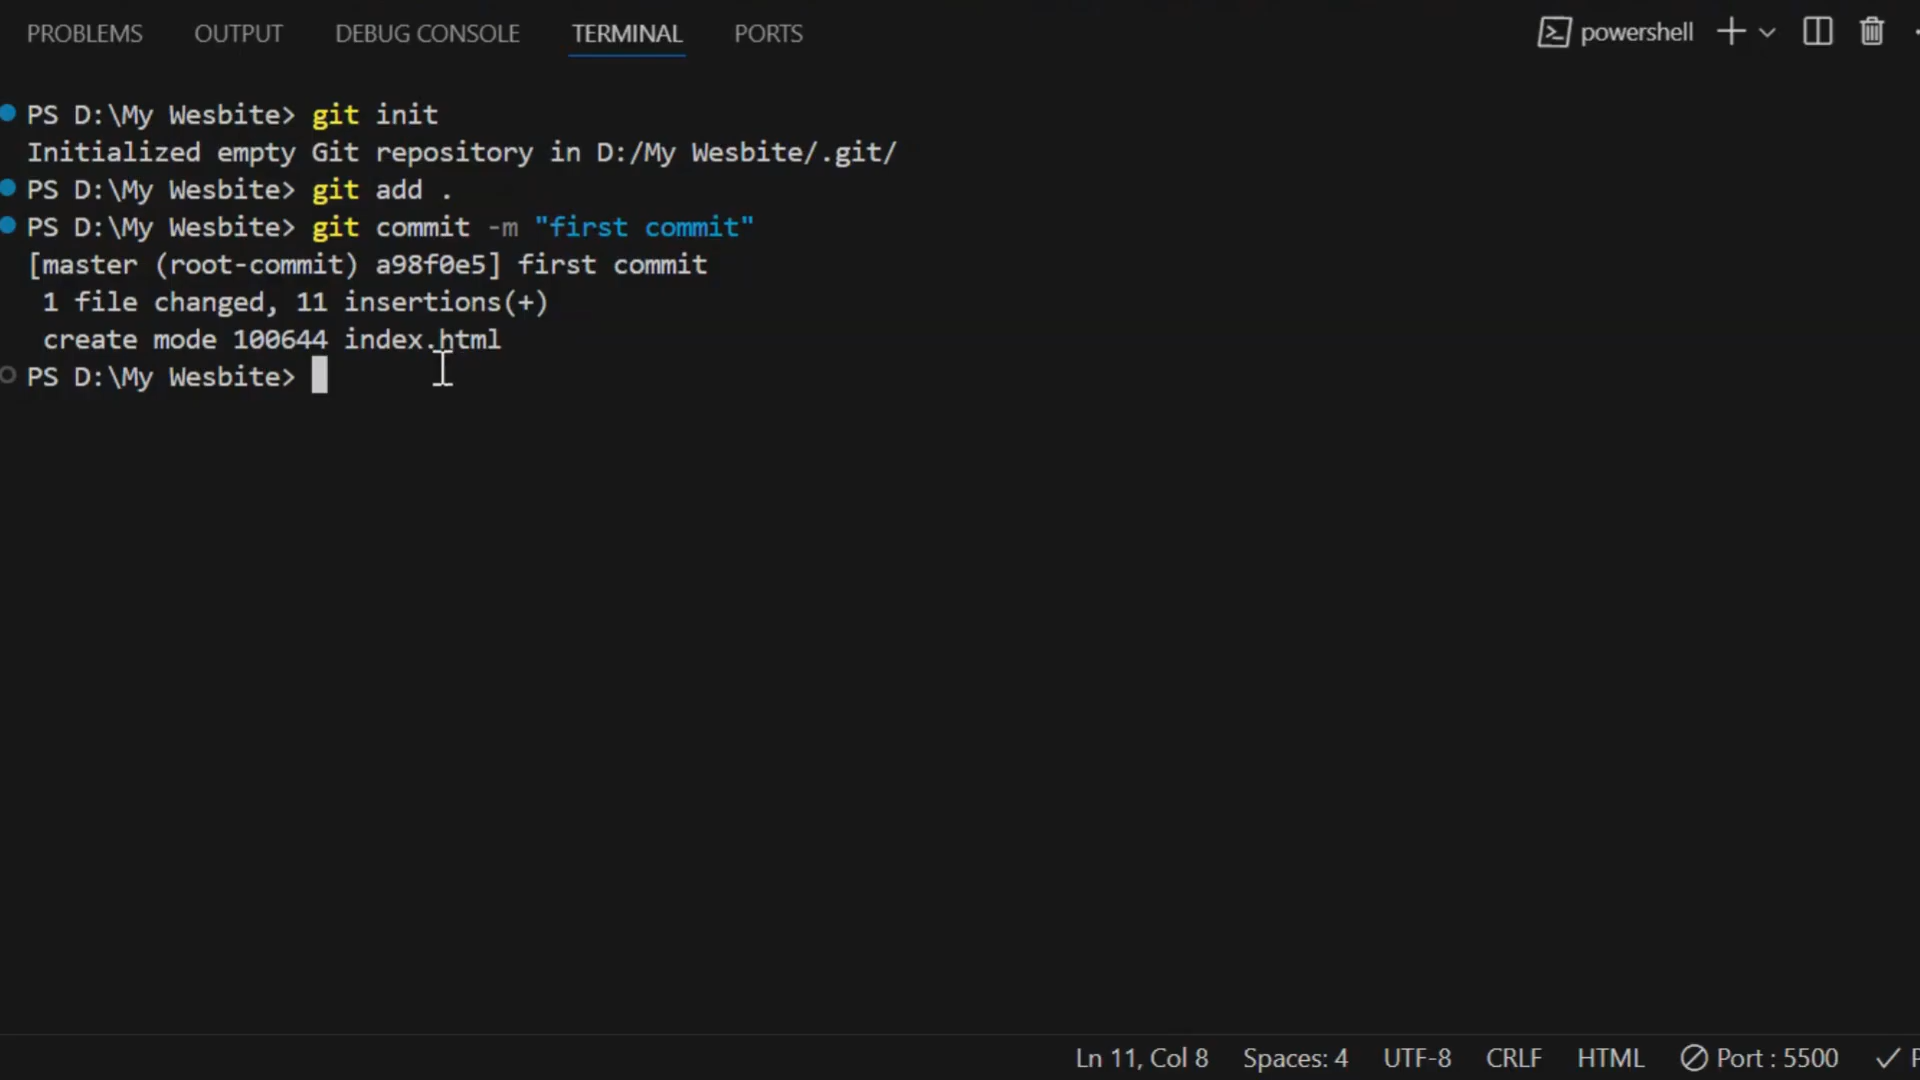 PROBLEMS OUTPUT DEBUG CONSOLE TERMINAL PORTS powershell
PS D:\My Wesbite> git init
Initialized empty Git repository in D:/My Wesbite/.git/
PS D:\My Wesbite> git add .
PS D:\My Wesbite> git commit -m "first commit"
[master (root-commit) a98f0e5] first commit
1 file changed, 11 insertions(+)
create mode 100644 index.html
PS D:\My Wesbite>
Ln 11, Col 8 Spaces: 4 UTF-8 CRLF HTML Port : 5500